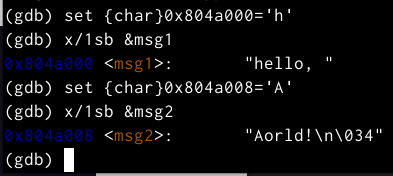 (gdb) set {char}0x804a000='h'
(gdb) x/1sb &msg1
0x804a000 <msg1>:      "hello, "
(gdb) set {char}0x804a008='A'
(gdb) x/1sb &msg2
0x804a008 <msg2>:      "Aorld!\n\034"
(gdb)